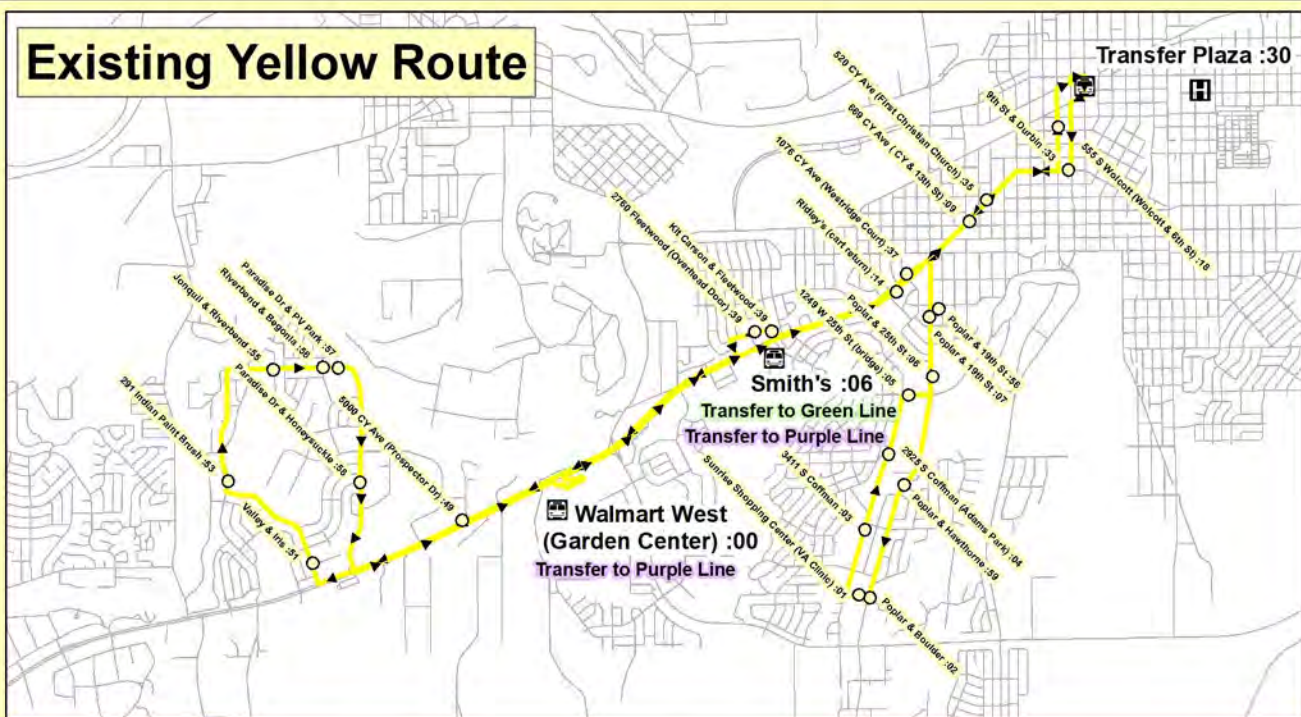 Existing Yellow Route
Transfer Plaza :30
H
520 CY Ave (First Christian Church) :35
669 CY Ave ( CY & 13th St) :09
9th St & Durbin :33
555 S Wolcott (Wolcott & 6th St) :18
1076 CY Ave (Westridge Court) :37
Ridley's (cart return) :14
Kit Carson & Fleetwood :39
2760 Fleetwood (Overhead Door) :39
Paradise Dr & PV Park :57
Riverbend & Begonia :56
Jonquil & Riverbend :55
291 Indian Paint Brush :53
Paradise Dr & Honeysuckle :58
Valley & Iris :51
5000 CY Ave (Prospector Dr) :49
1249 W 25th St (bridge) :05
Poplar & 25th St :06
Poplar & 19th St :56
Poplar & 19th St :07
Smith's :06
Transfer to Green Line
Transfer to Purple Line
Walmart West
(Garden Center) :00
Transfer to Purple Line
Sunrise Shopping Center (VA Clinic) :01
3411 S Coffman :03
2925 S Coffman (Adams Park) :04
Poplar & Hawthorne :59
Poplar & Boulder :02